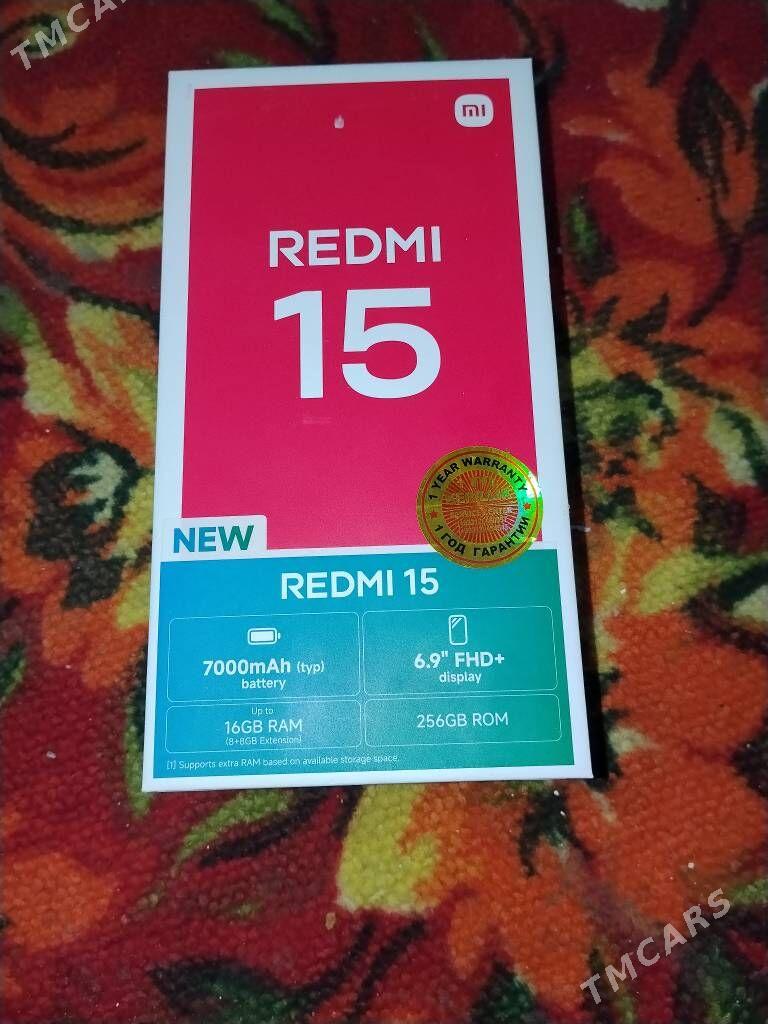 TMCARS
mi
REDMI
15
1 YEAR WARRANTY
1 ГОД ГАРАНТИИ
NEW
REDMI 15
7000mAh (typ)
battery
6.9" FHD+
display
Up to
16GB RAM
(8+8GB Extension)
256GB ROM
[1] Supports extra RAM based on available storage space.
TMCARS